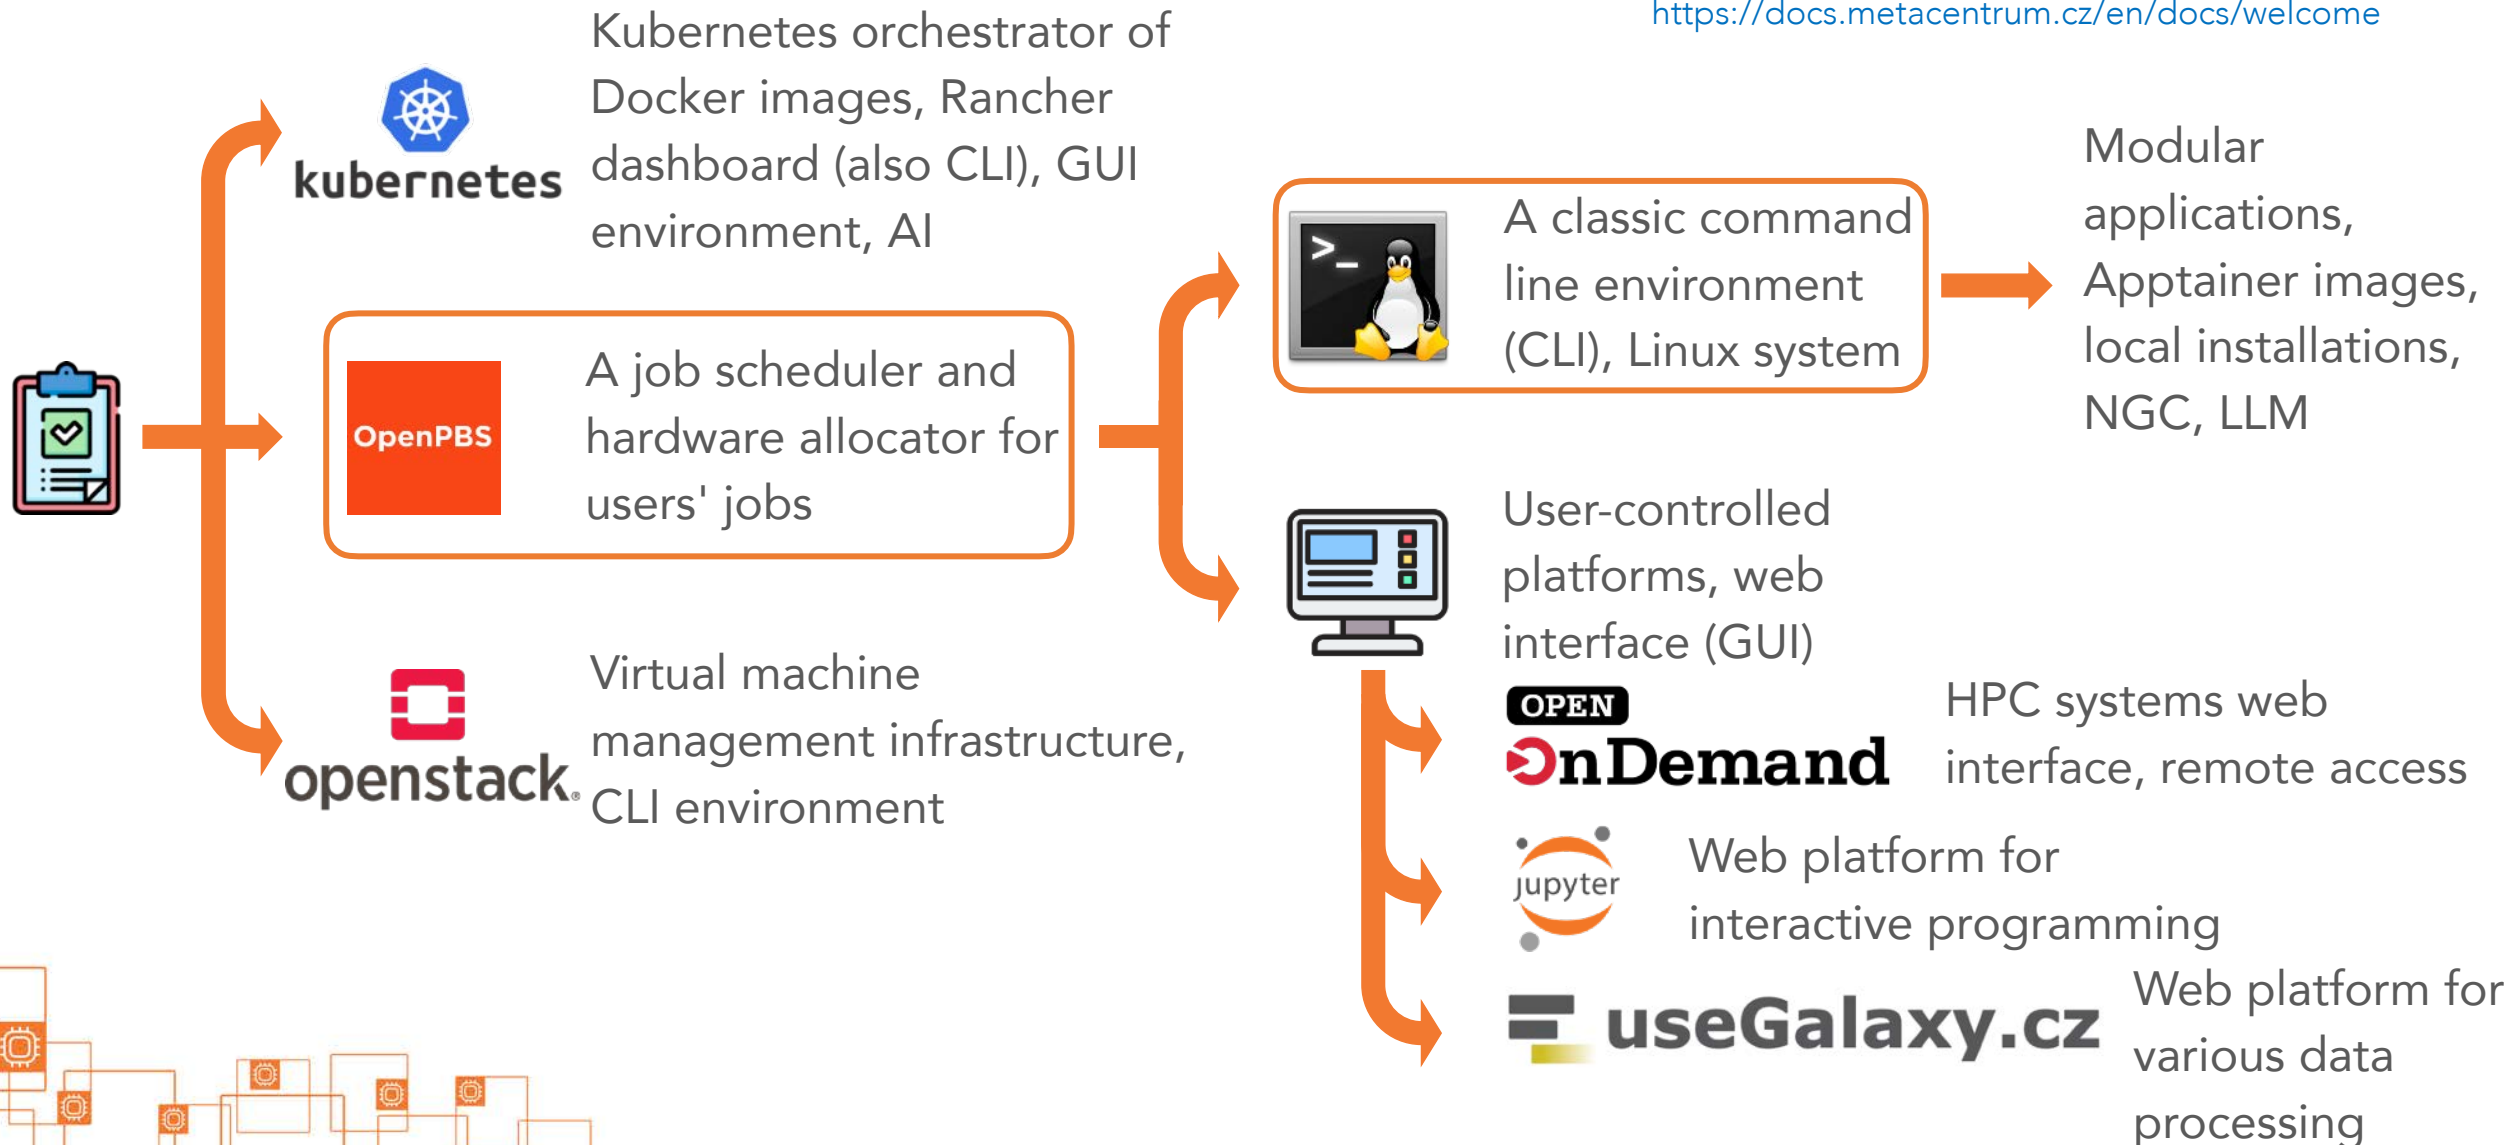 https://docs.metacentrum.cz/en/docs/welcome
kubernetes
Kubernetes orchestrator of
Docker images, Rancher
dashboard (also CLI), GUI
environment, AI
OpenPBS
A job scheduler and
hardware allocator for
users' jobs
openstack.
Virtual machine
management infrastructure,
CLI environment
>_
A classic command
line environment
(CLI), Linux system
Modular
applications,
Apptainer images,
local installations,
NGC, LLM
User-controlled
platforms, web
interface (GUI)
OPEN
OnDemand
HPC systems web
interface, remote access
jupyter
Web platform for
interactive programming
useGalaxy.cz
Web platform for
various data
processing